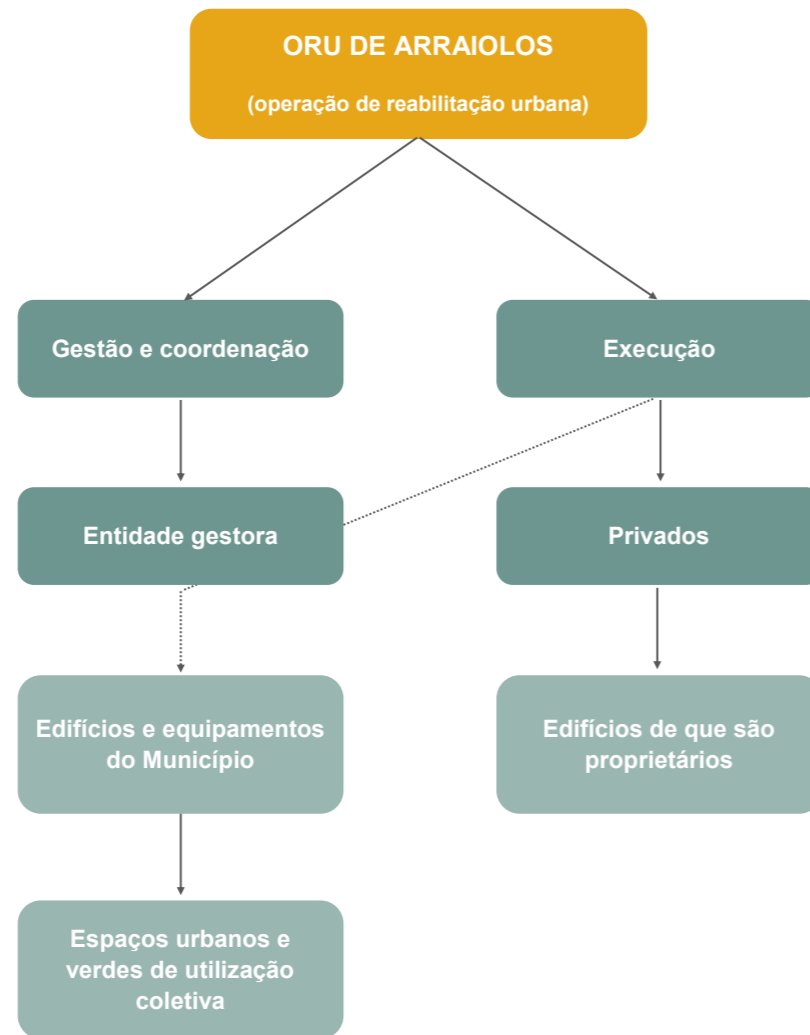 ORU DE ARRAIOLOS
(operação de reabilitação urbana)
Gestão e coordenação
Execução
Entidade gestora
Privados
Edifícios e equipamentos
do Município
Edifícios de que são
proprietários
Espaços urbanos e
verdes de utilização
coletiva